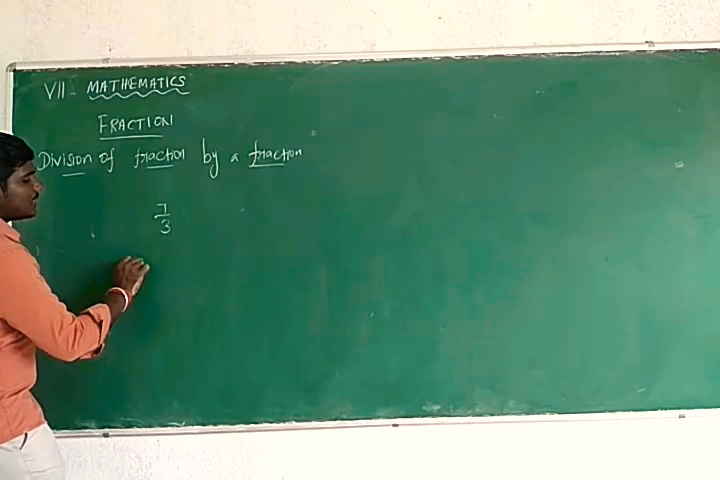 VII - MATHEMATICS
FRACTION
Division of fraction by a fraction
7
3